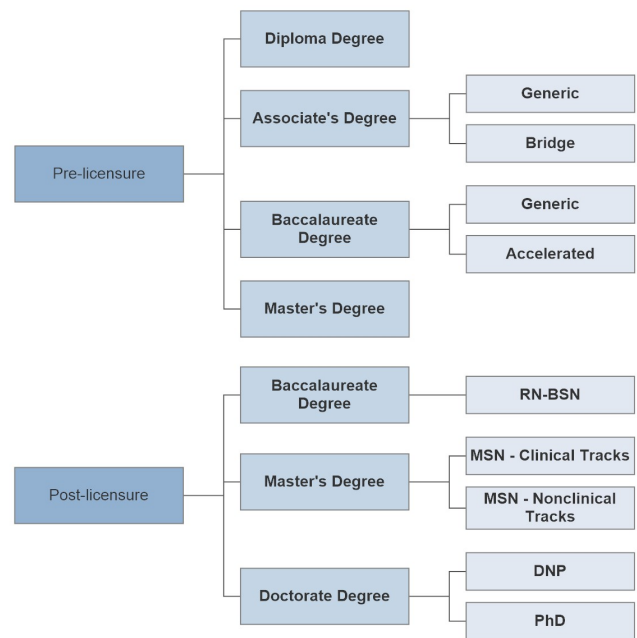 Pre-licensure
Diploma Degree
Associate's Degree
Generic
Bridge
Baccalaureate
Degree
Generic
Accelerated
Master's Degree
Post-licensure
Baccalaureate
Degree
RN-BSN
Master's Degree
MSN - Clinical Tracks
MSN - Nonclinical
Tracks
Doctorate Degree
DNP
PhD